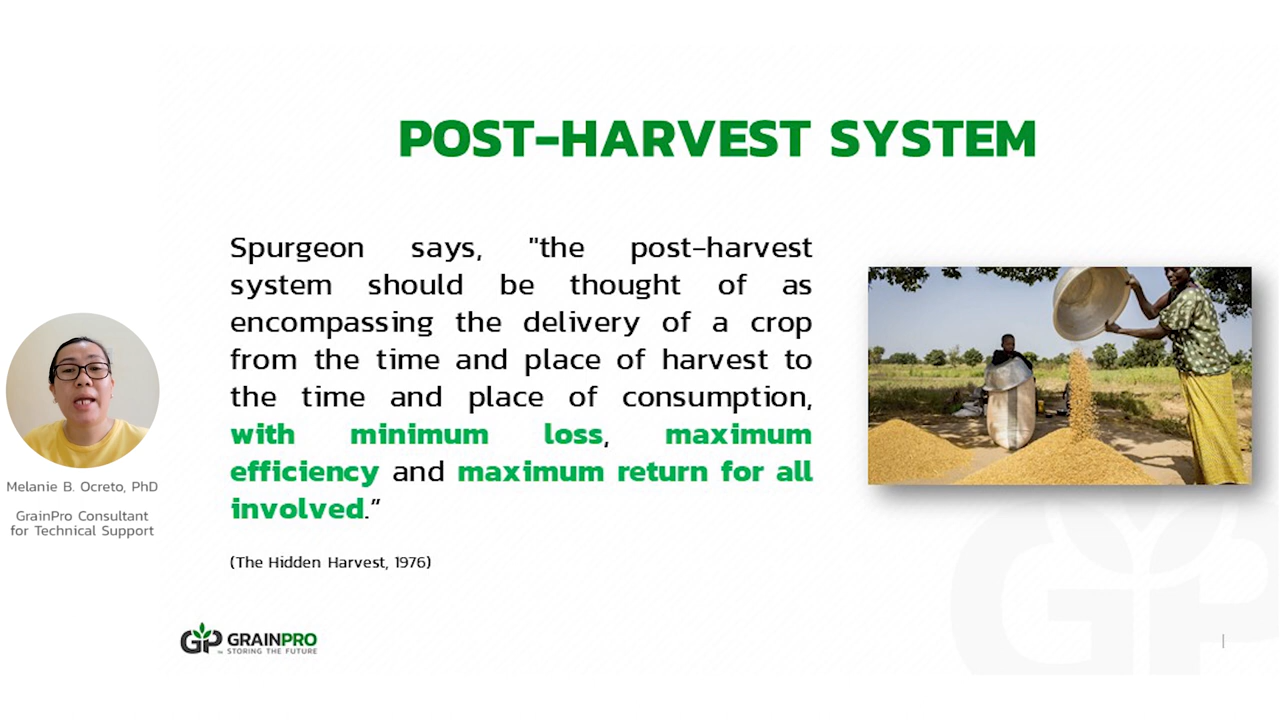 POST-HARVEST SYSTEM
Spurgeon says, "the post-harvest
system should be thought of as
encompassing the delivery of a crop
from the time and place of harvest to
the time and place of consumption,
with minimum loss, maximum
efficiency and maximum return for all
involved.”
(The Hidden Harvest, 1976)
Melanie B. Ocreto, PhD
GrainPro Consultant
for Technical Support
GP GRAINPRO
STORING THE FUTURE